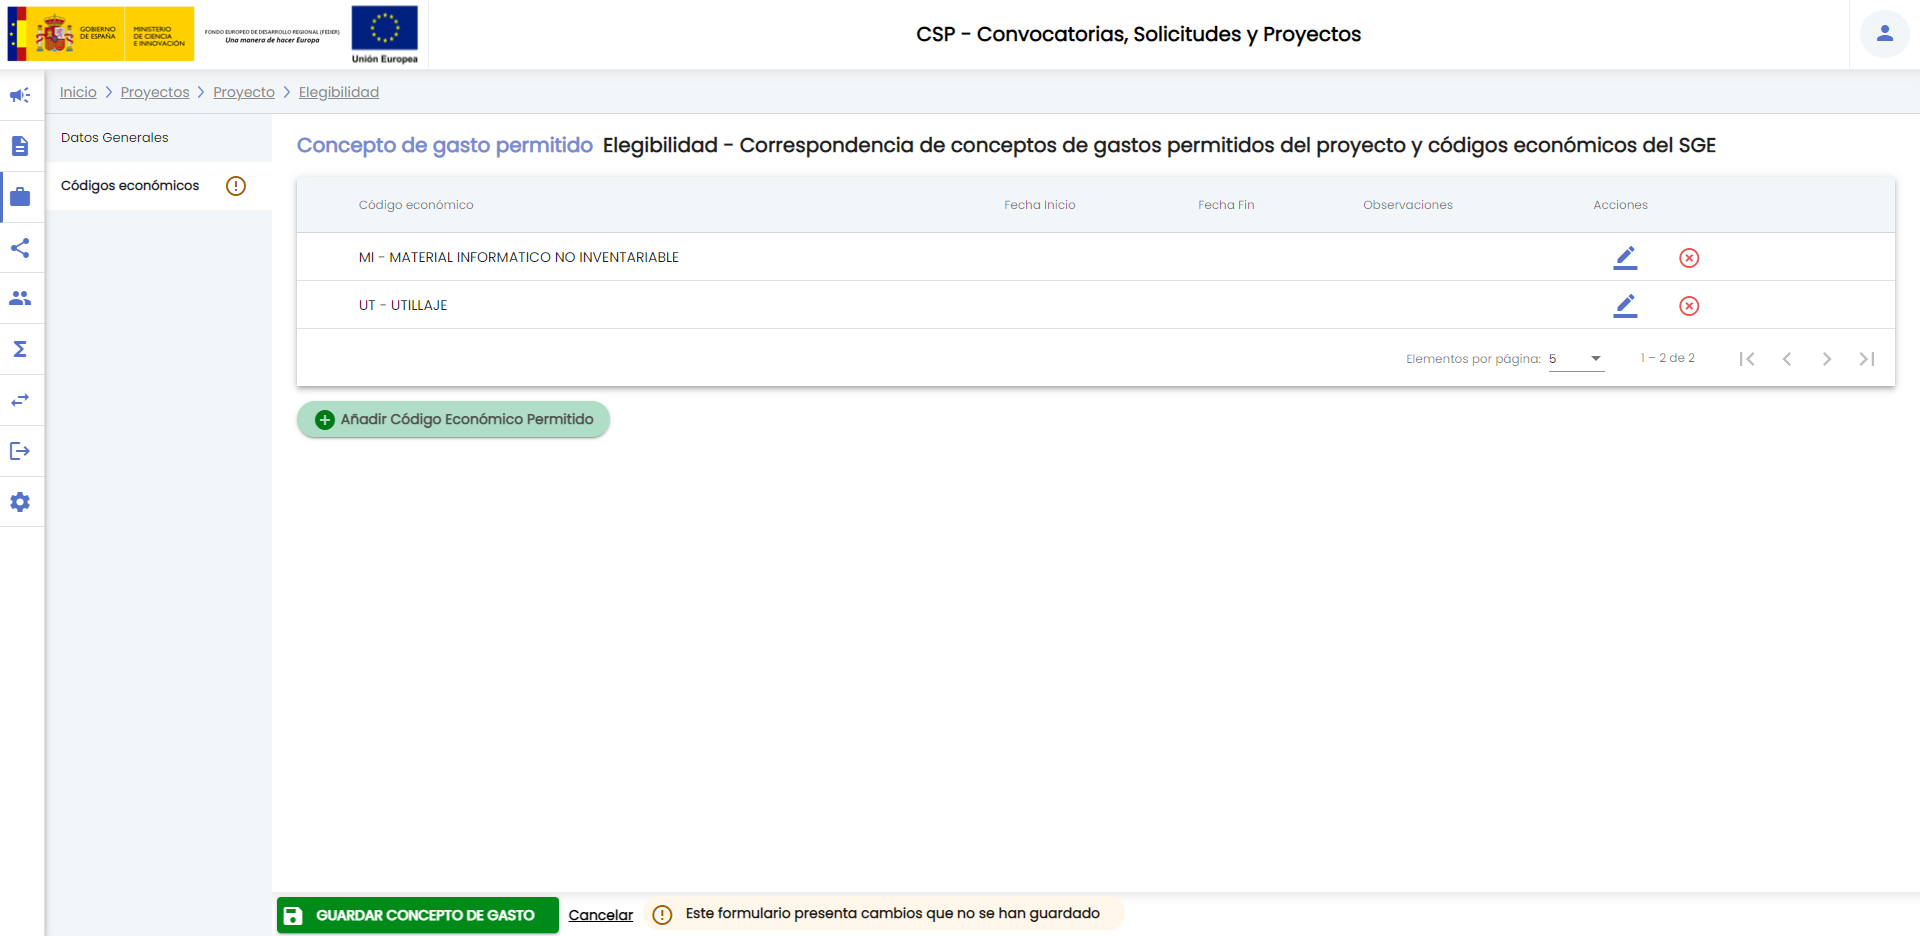 GOBIERNO
DE ESPAÑA
MINISTERIO
DE CIENCIA
E INNOVACIÓN
FONDO EUROPEO DE DESARROLLO REGIONAL (FEDER)
Una manera de hacer Europa
Unión Europea
CSP - Convocatorias, Solicitudes y Proyectos
Inicio > Proyectos > Proyecto > Elegibilidad
Datos Generales
Códigos económicos
Concepto de gasto permitido Elegibilidad - Correspondencia de conceptos de gastos permitidos del proyecto y códigos económicos del SGE
Código económico Fecha Inicio Fecha Fin Observaciones Acciones
MI - MATERIAL INFORMATICO NO INVENTARIABLE
UT - UTILLAJE
Elementos por página: 5 1 – 2 de 2
Añadir Código Económico Permitido
GUARDAR CONCEPTO DE GASTO Cancelar Este formulario presenta cambios que no se han guardado